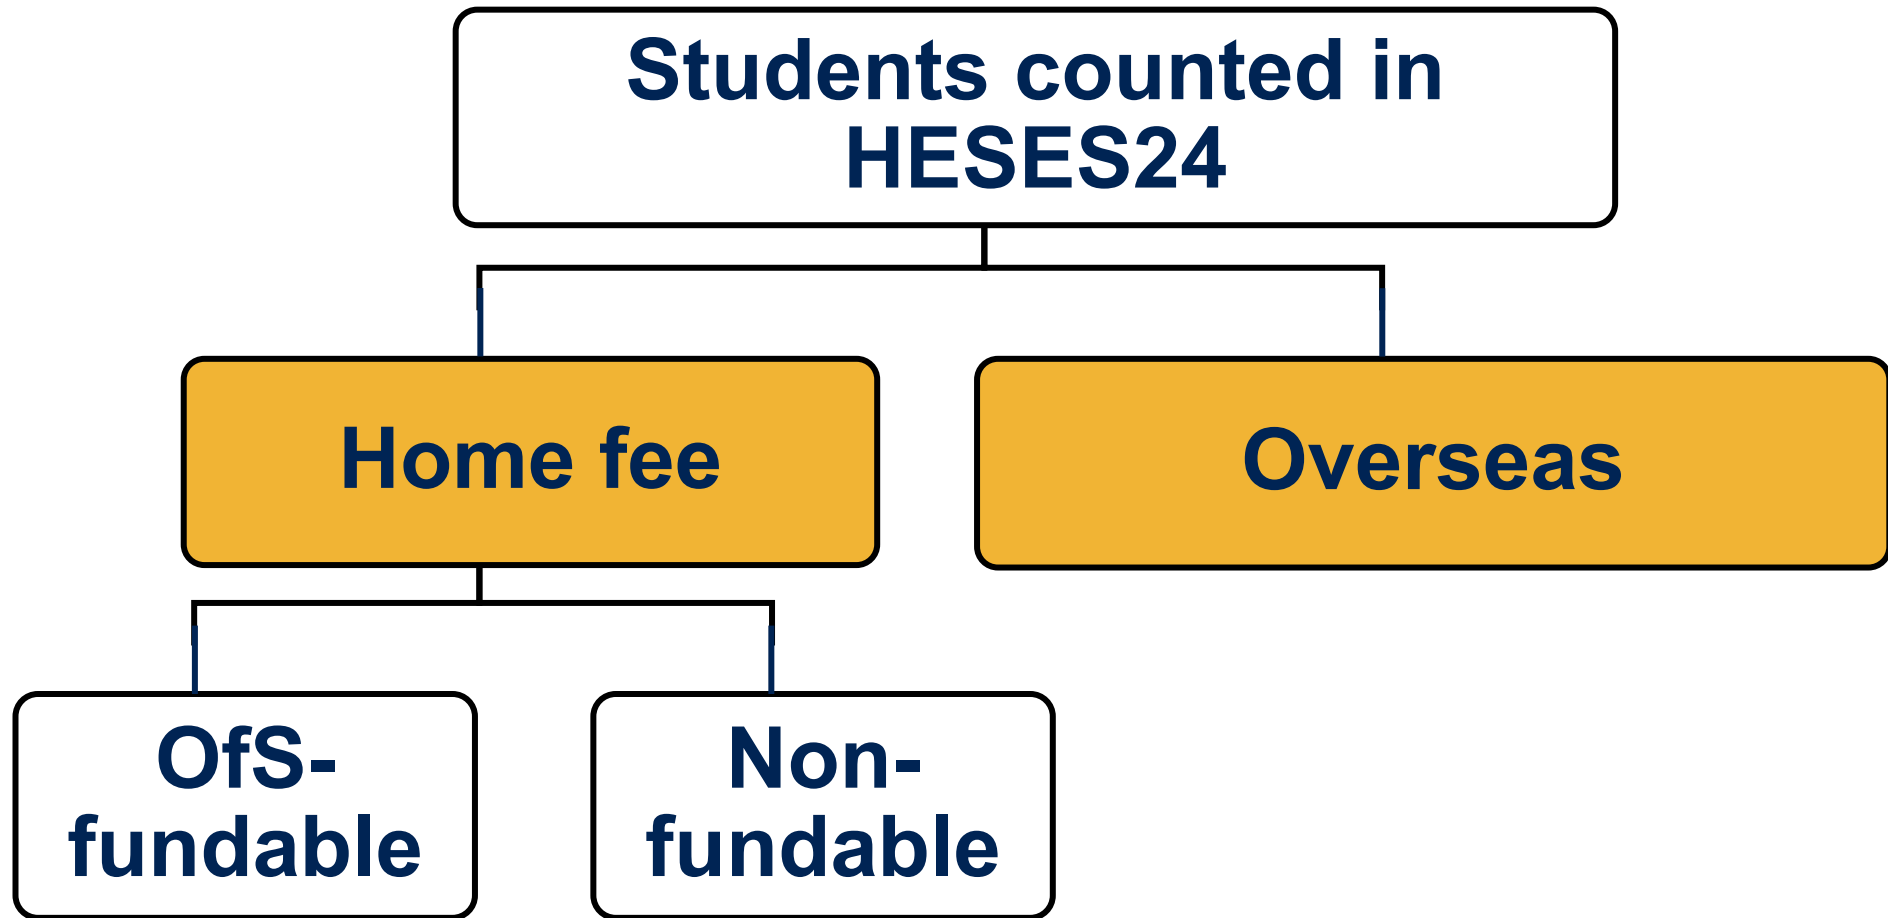 Students counted in
HESES24
Home fee
Overseas
OfS-
fundable
Non-
fundable